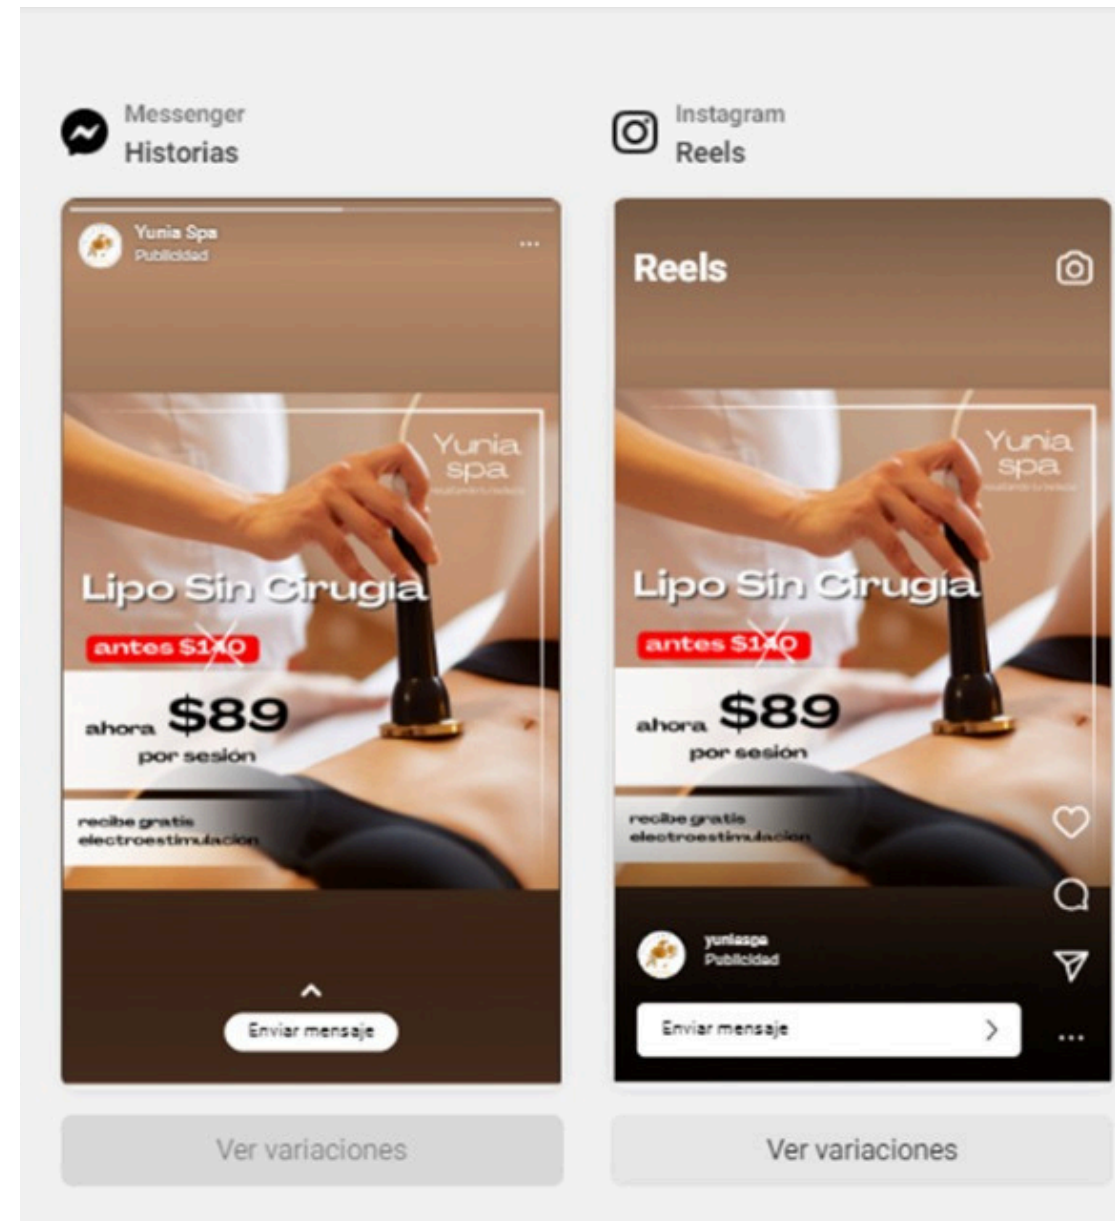 Messenger
Historias
Yunia Spa
Publicidad
Yunia
spa
Lipo Sin Cirugía
antes $140
ahora $89
por sesión
recibe gratis
electroestimulación
Enviar mensaje
Ver variaciones
Instagram
Reels
Reels
Yunia
spa
Lipo Sin Cirugía
antes $140
ahora $89
por sesión
recibe gratis
electroestimulación
yuniaspa
Publicidad
Enviar mensaje
Ver variaciones